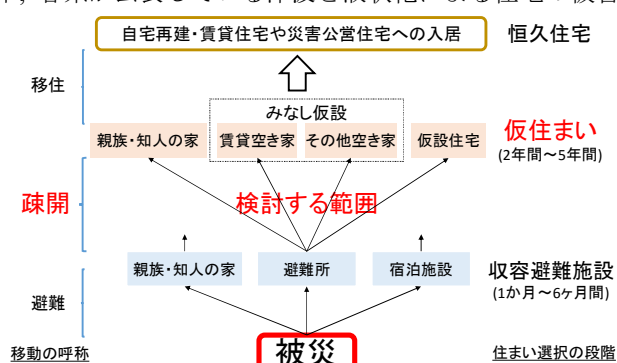 自宅再建・賃貸住宅や災害公営住宅への入居
恒久住宅
移住
みなし仮設
親族・知人の家
賃貸空き家
その他空き家
仮設住宅
仮住まい
(2年間～5年間)
疎開
検討する範囲
親族・知人の家
避難所
宿泊施設
収容避難施設
(1か月～6ヶ月間)
避難
被災
移動の呼称
住まい選択の段階